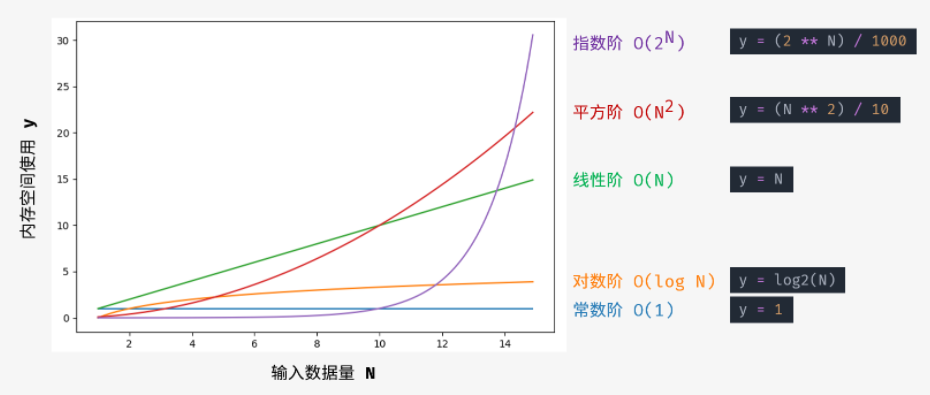 内存空间使用 y
30
25
20
15
10
5
0
2 4 6 8 10 12 14
输入数据量 N
指数阶 O(2^N) y = (2 ** N) / 1000
平方阶 O(N^2) y = (N ** 2) / 10
线性阶 O(N) y = N
对数阶 O(log N) y = log2(N)
常数阶 O(1) y = 1